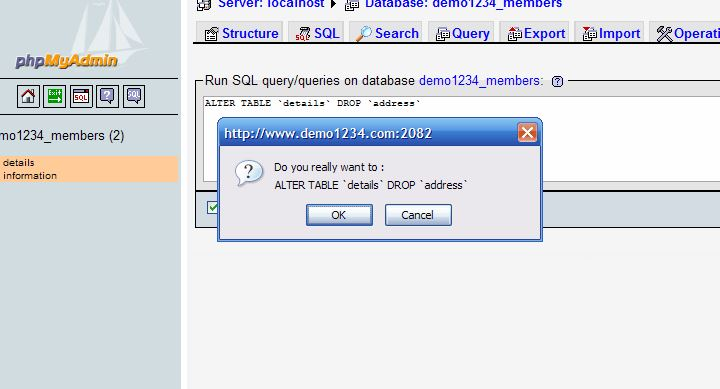 Server: localhost Database: demo1234_members
phpMyAdmin
Structure SQL Search Query Export Import Operati
SQL
Run SQL query/queries on database demo1234_members:
ALTER TABLE `details` DROP `address`
mo1234_members (2)
details
information
http://www.demo1234.com:2082
Do you really want to :
ALTER TABLE `details` DROP `address`
OK Cancel